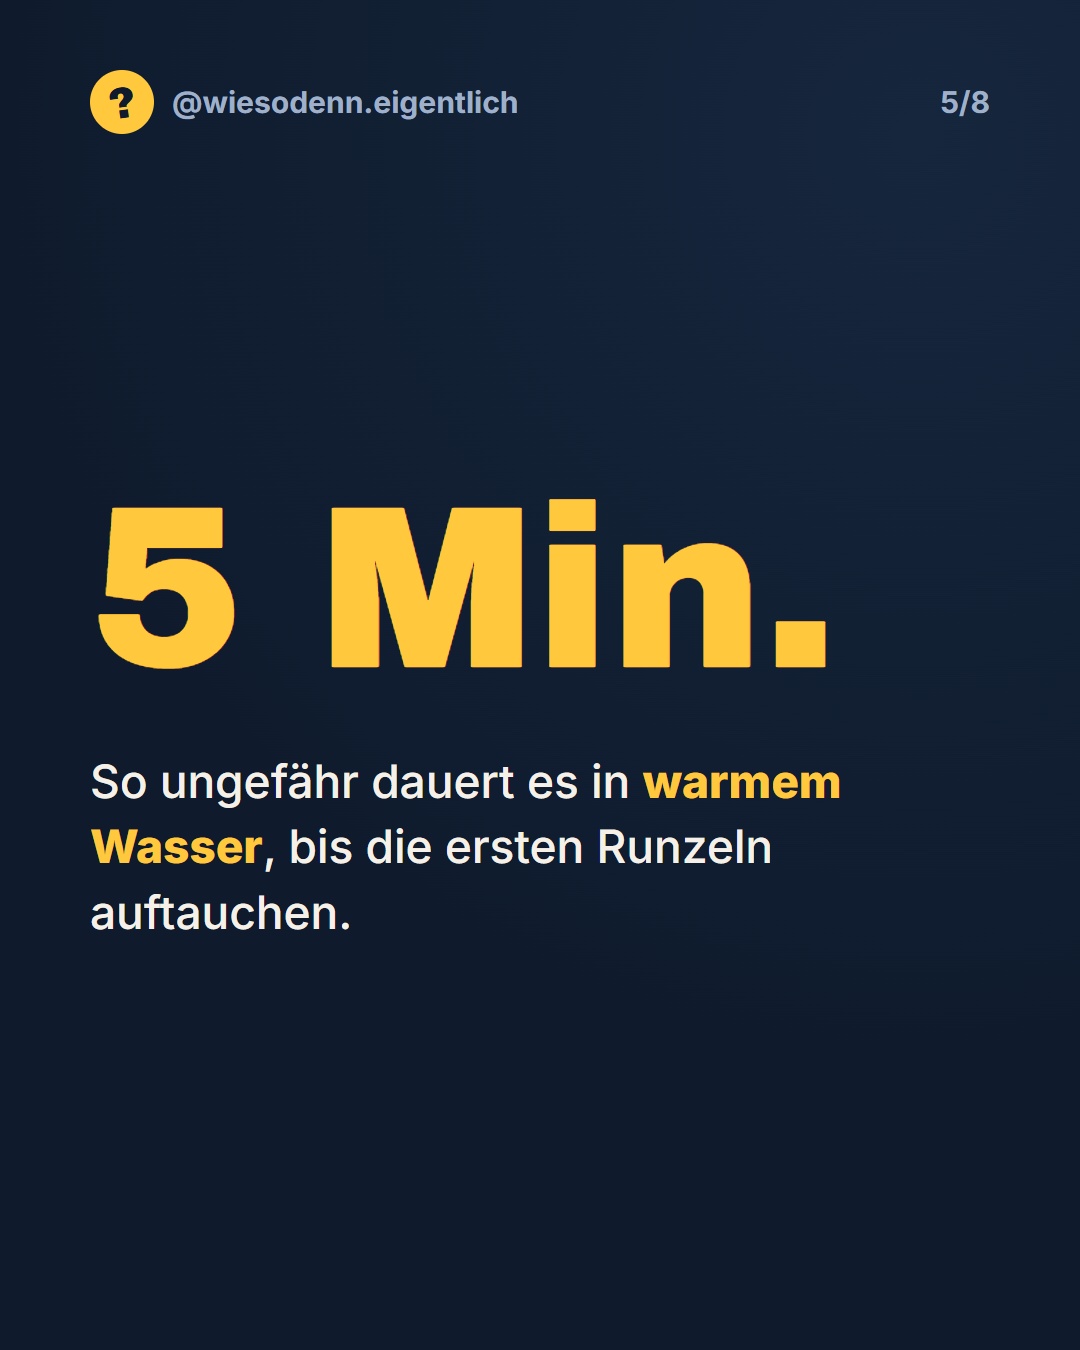 ?
@wiesodenn.eigentlich
5/8
5 Min.
So ungefähr dauert es in warmem
Wasser, bis die ersten Runzeln
auftauchen.